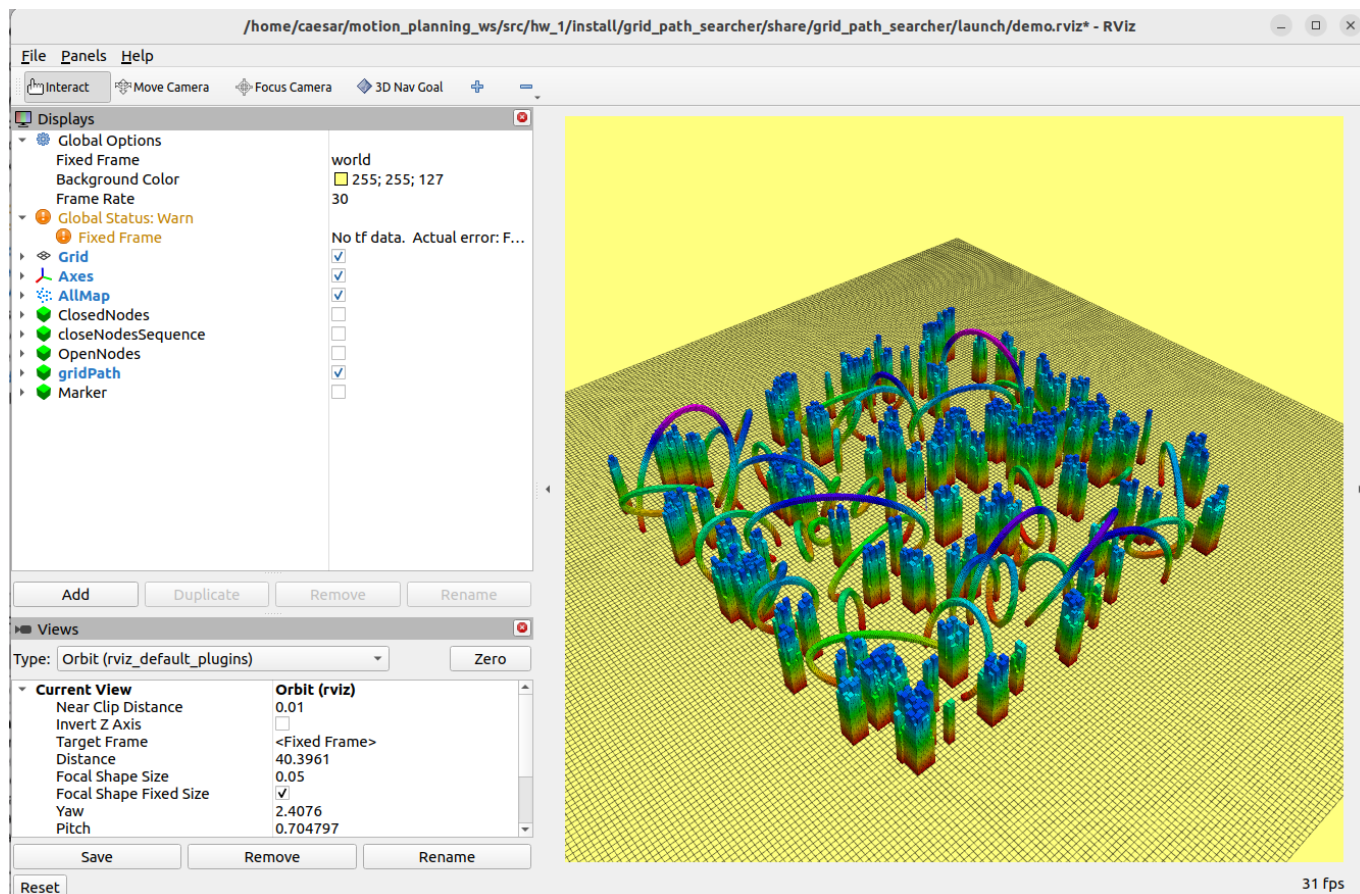 /home/caesar/motion_planning_ws/src/hw_1/install/grid_path_searcher/share/grid_path_searcher/launch/demo.rviz* - RViz
File Panels Help
Interact Move Camera Focus Camera 3D Nav Goal
Displays
Global Options
Fixed Frame world
Background Color 255; 255; 127
Frame Rate 30
Global Status: Warn
Fixed Frame No tf data. Actual error: F...
Grid
Axes
AllMap
ClosedNodes
closeNodesSequence
OpenNodes
gridPath
Marker
Add Duplicate Remove Rename
Views
Type: Orbit (rviz_default_plugins) Zero
Current View Orbit (rviz)
Near Clip Distance 0.01
Invert Z Axis
Target Frame <Fixed Frame>
Distance 40.3961
Focal Shape Size 0.05
Focal Shape Fixed Size
Yaw 2.4076
Pitch 0.704797
Save Remove Rename
Reset 31 fps